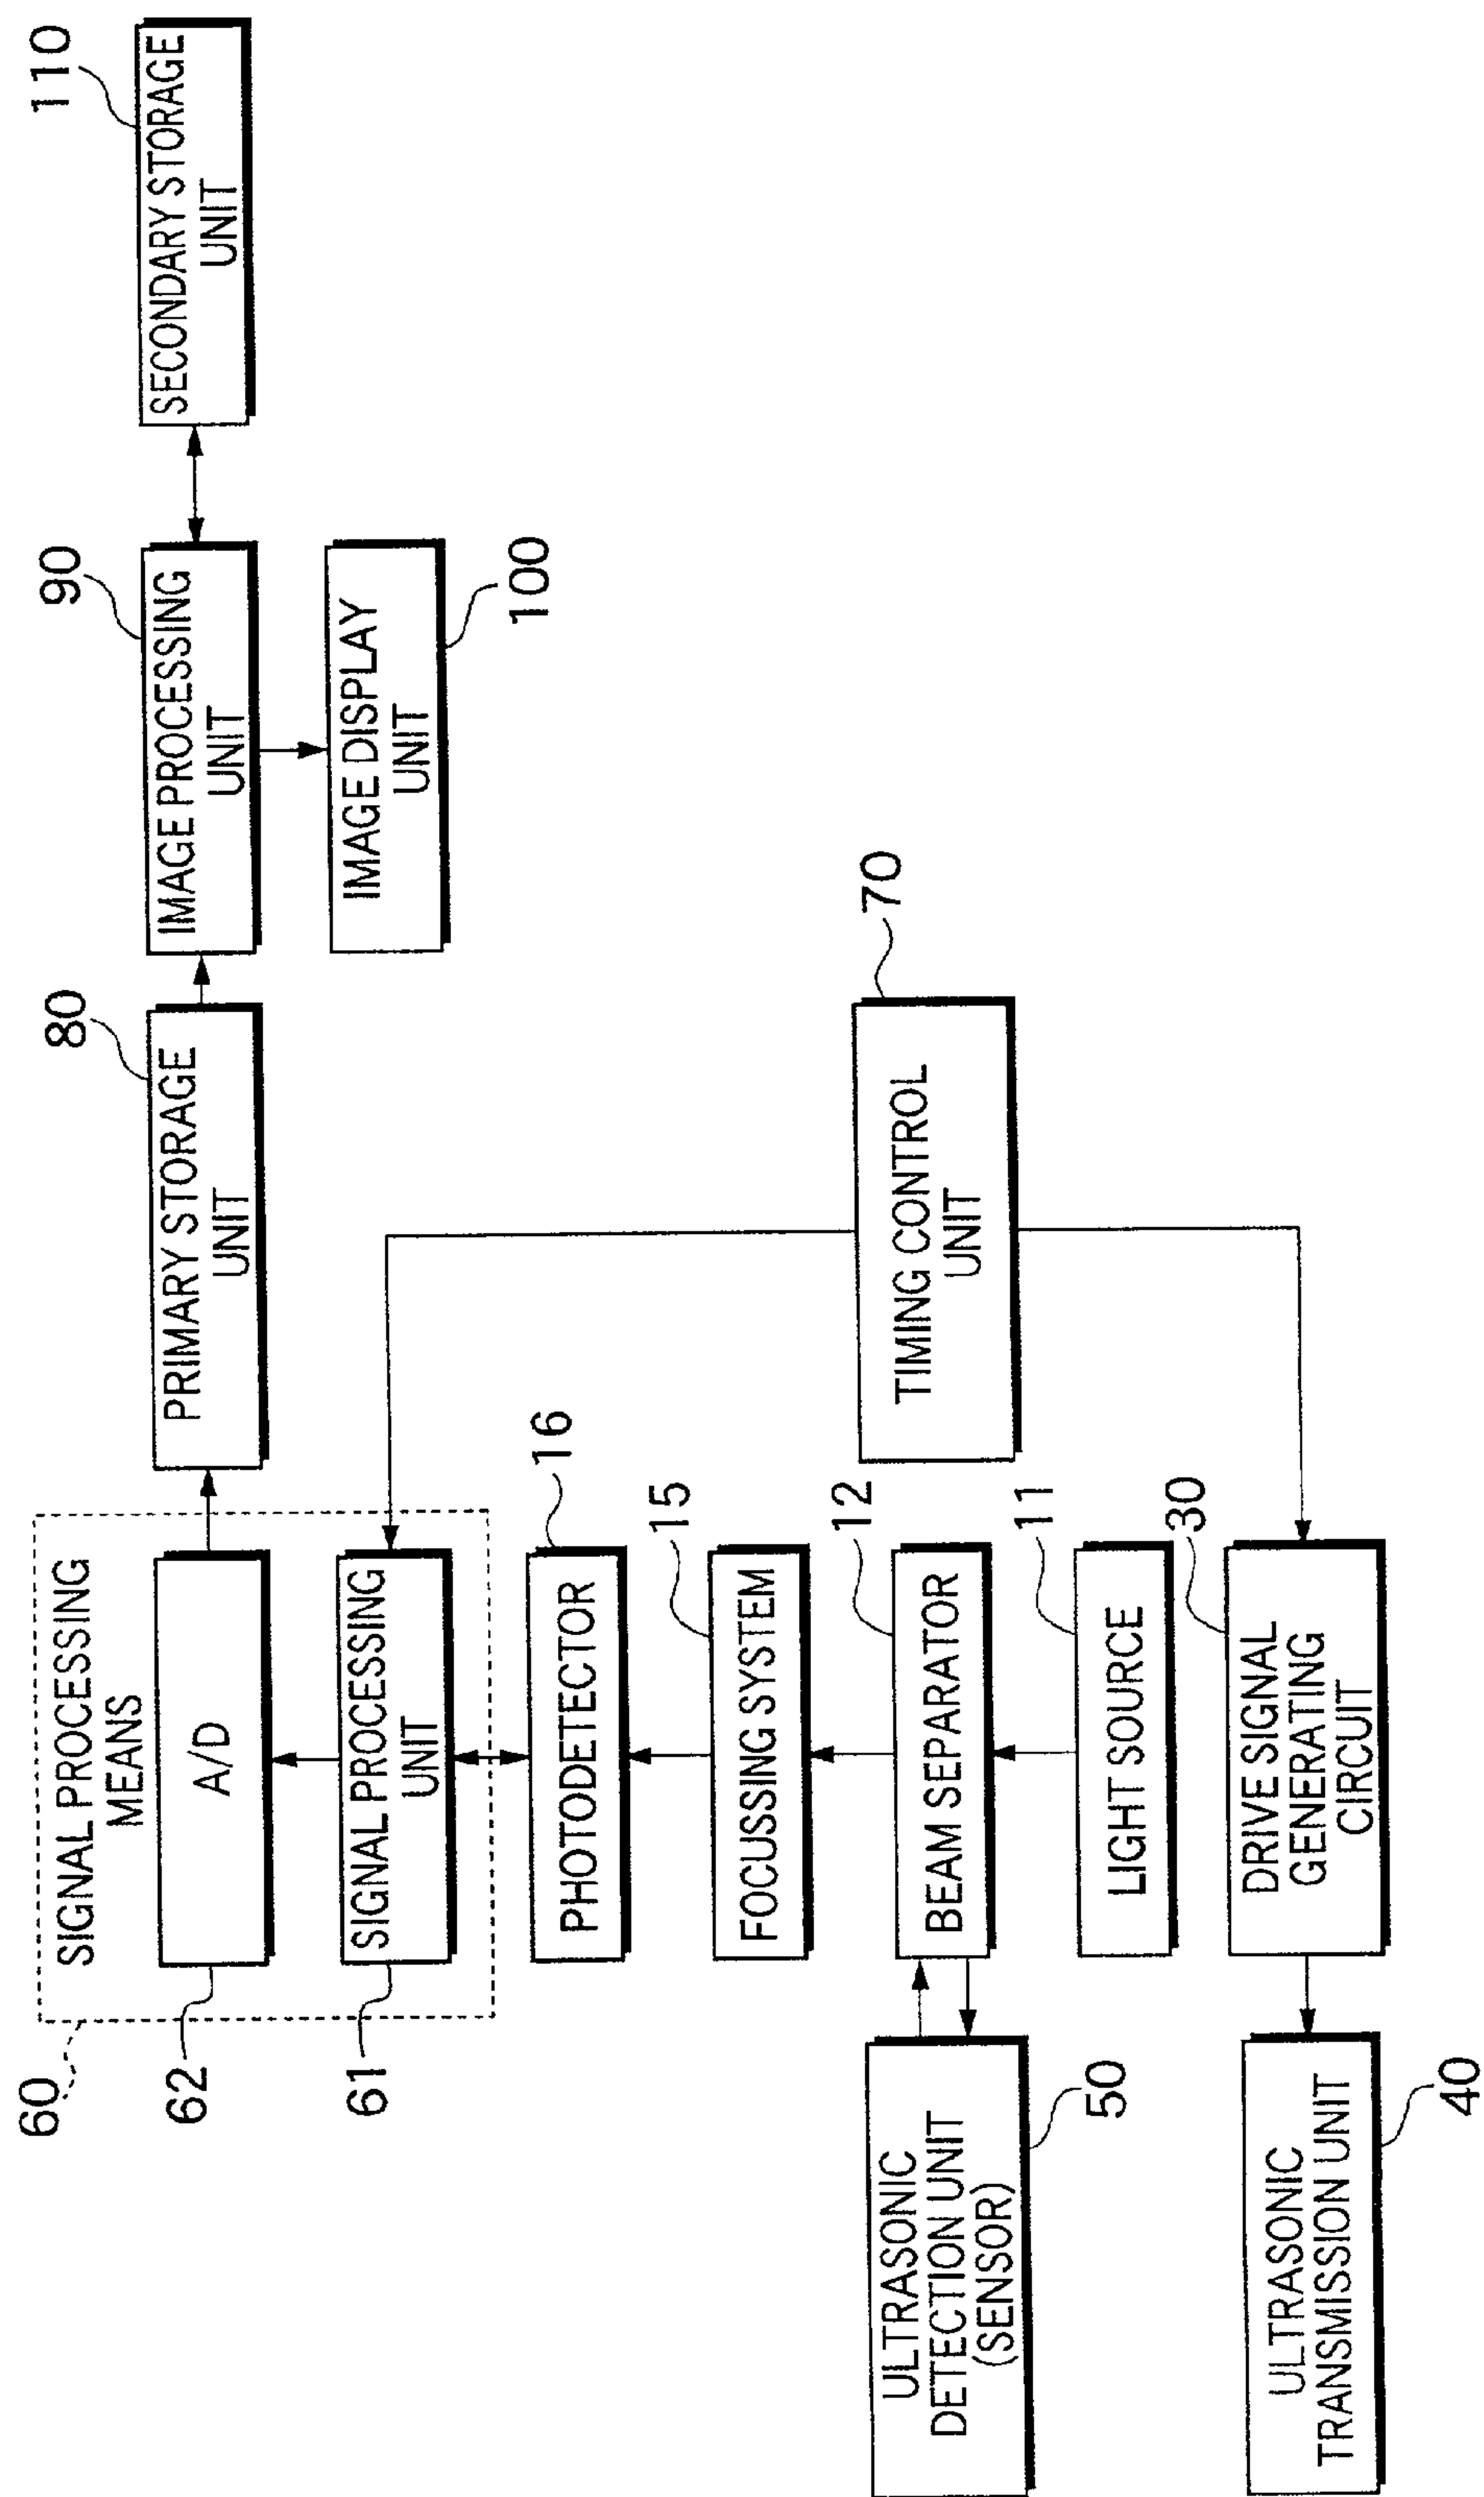 60
SIGNAL PROCESSING
MEANS
62
A/D
80
PRIMARY STORAGE
UNIT
90
IMAGE PROCESSING
UNIT
110
SECONDARY STORAGE
UNIT
61
SIGNAL PROCESSING
UNIT
IMAGE DISPLAY
UNIT
100
16
PHOTODETECTOR
15
FOCUSSING SYSTEM
70
TIMING CONTROL
UNIT
ULTRASONIC
DETECTION UNIT
(SENSOR)
50
12
BEAM SEPARATOR
11
LIGHT SOURCE
30
DRIVE SIGNAL
GENERATING
CIRCUIT
ULTRASONIC
TRANSMISSION UNIT
40